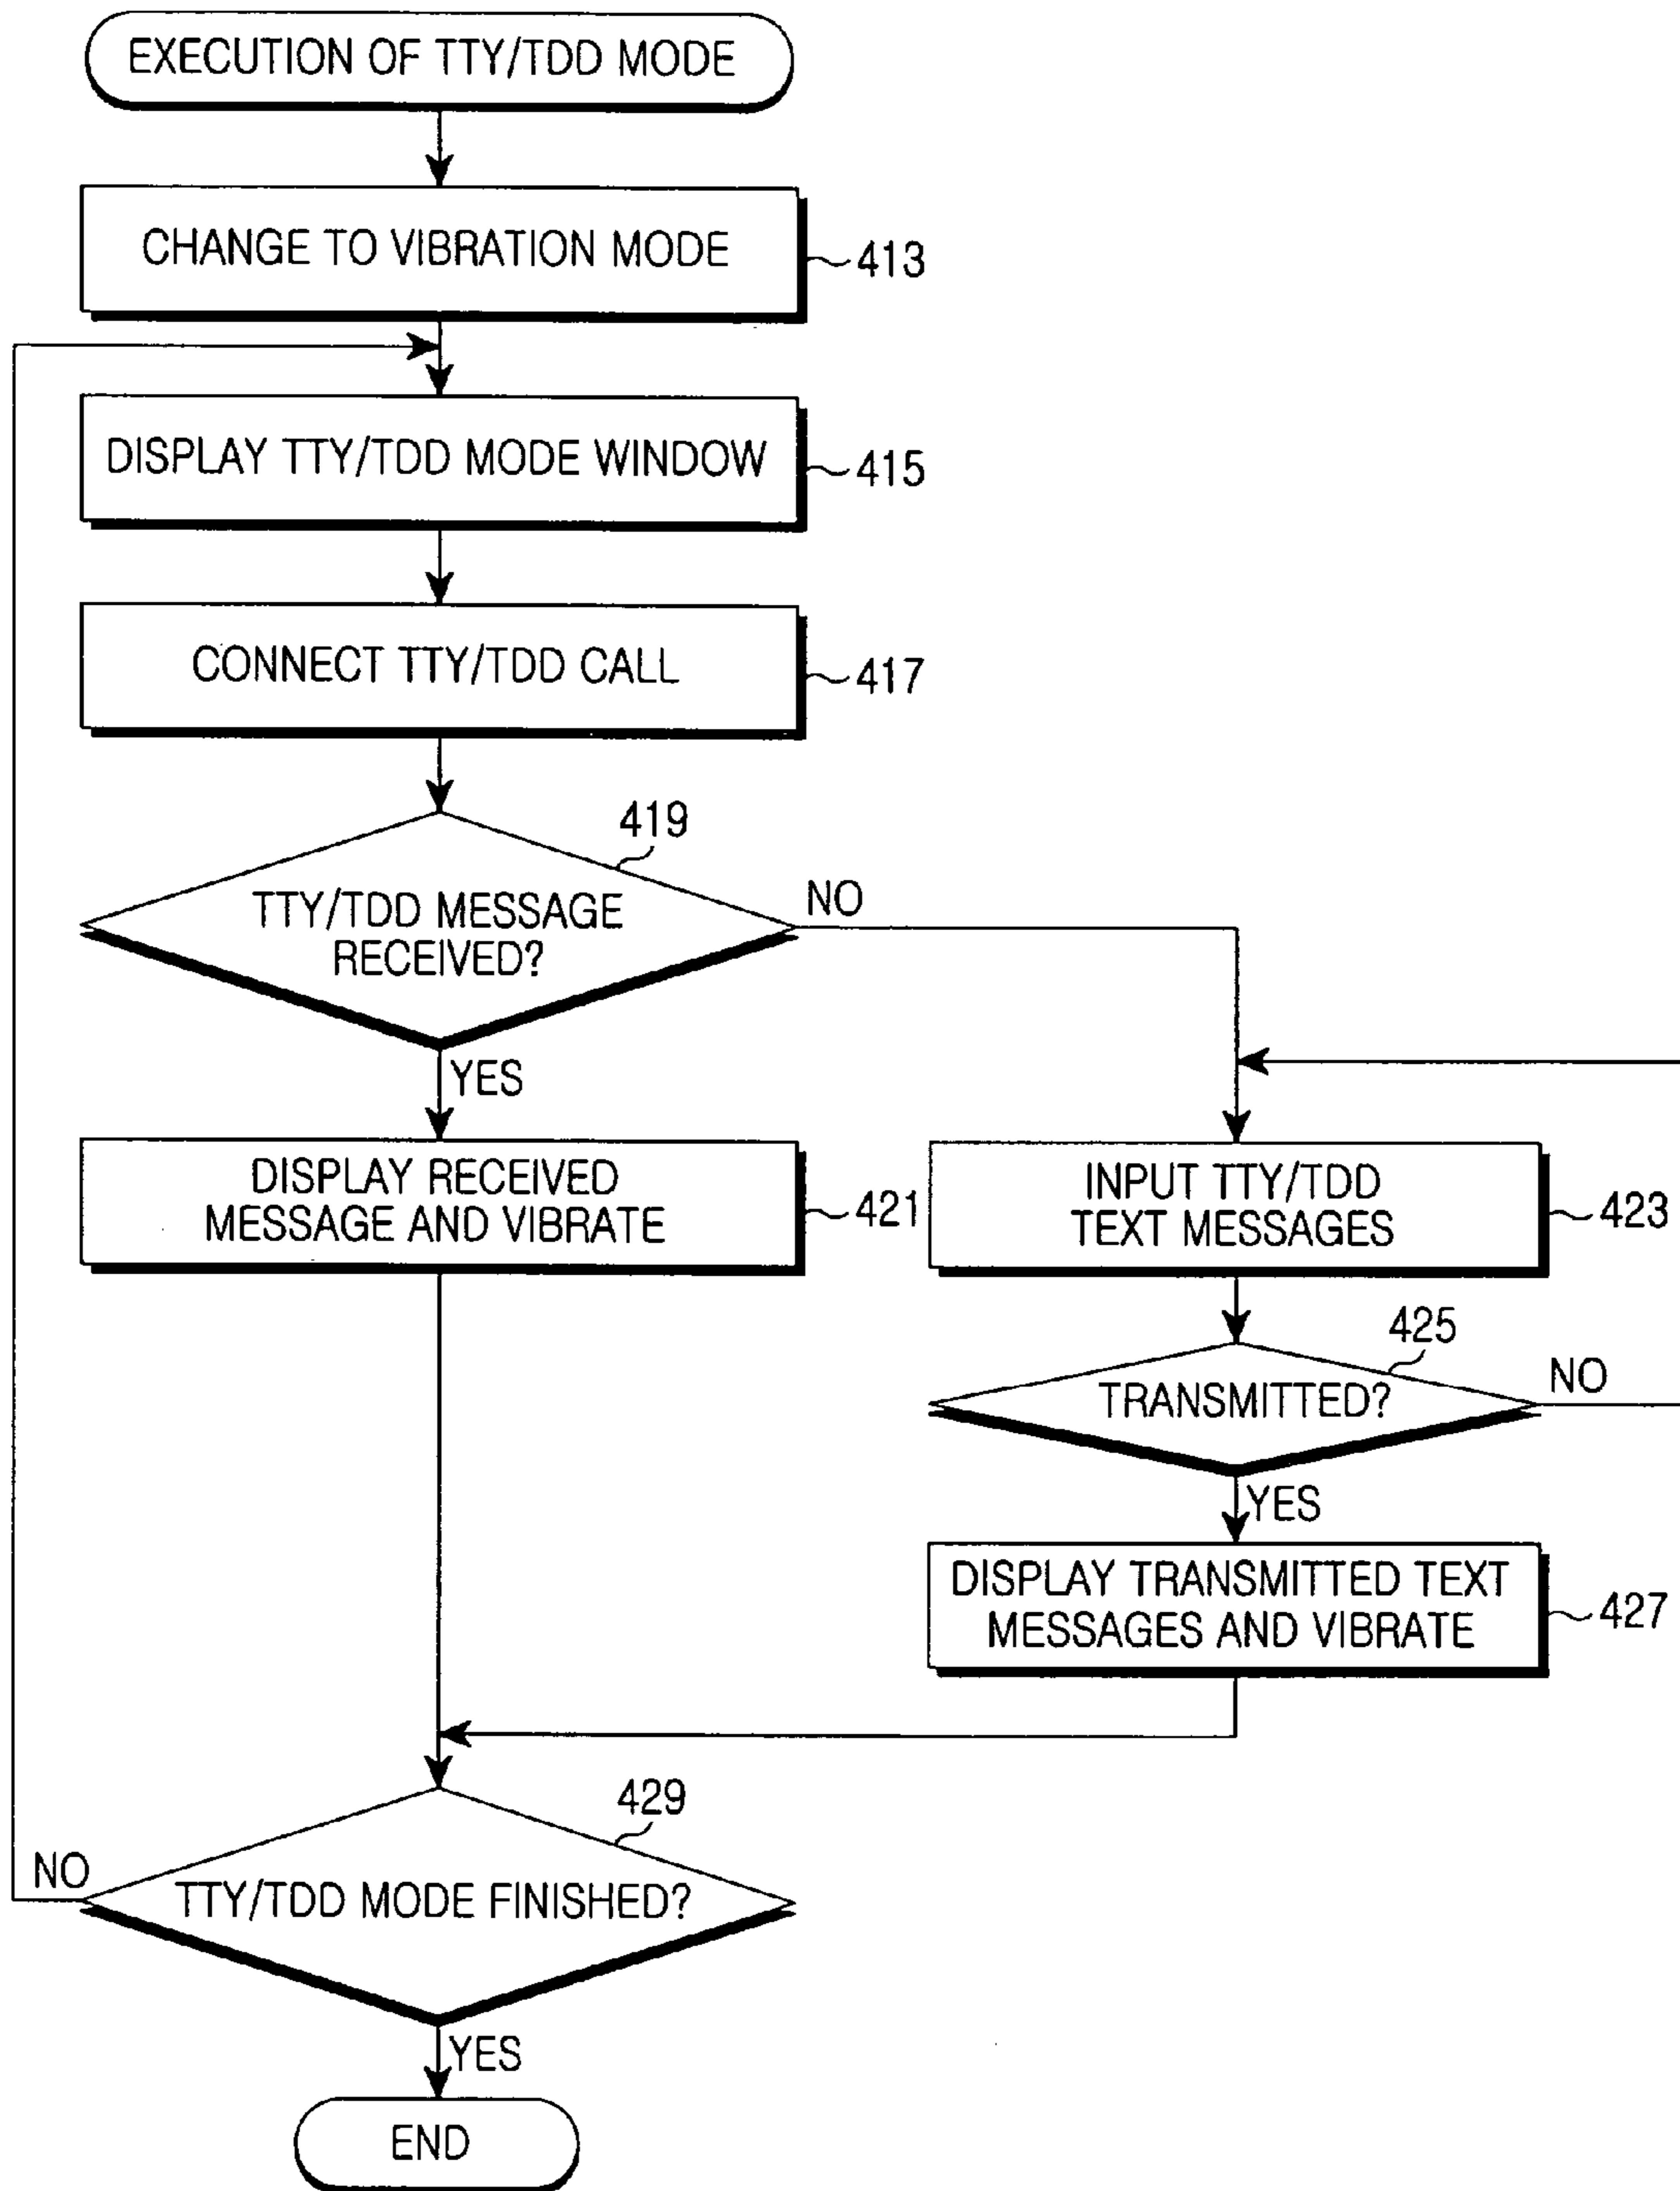 EXECUTION OF TTY/TDD MODE
CHANGE TO VIBRATION MODE
413
DISPLAY TTY/TDD MODE WINDOW
415
CONNECT TTY/TDD CALL
417
419
TTY/TDD MESSAGE
RECEIVED?
NO
YES
DISPLAY RECEIVED
MESSAGE AND VIBRATE
421
INPUT TTY/TDD
TEXT MESSAGES
423
425
TRANSMITTED?
NO
YES
DISPLAY TRANSMITTED TEXT
MESSAGES AND VIBRATE
427
429
TTY/TDD MODE FINISHED?
NO
YES
END